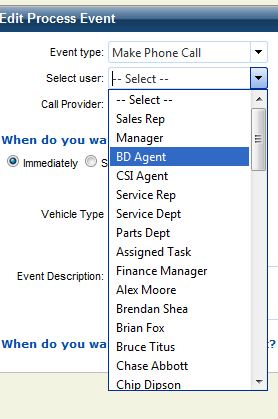 Edit Process Event
Event type: Make Phone Call
Select user: -- Select --
Call Provider:
-- Select --
Sales Rep
Manager
When do you wa
BD Agent
Immediately S
CSI Agent
Service Rep
Vehicle Type
Service Dept
Parts Dept
Assigned Task
Event Description:
Finance Manager
Alex Moore
Brendan Shea
Brian Fox
When do you wa t?
Bruce Titus
Chase Abbott
Chip Dipson